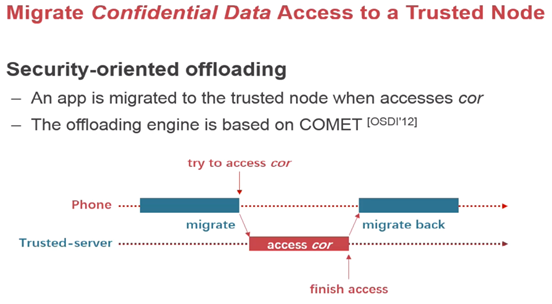 Migrate Confidential Data Access to a Trusted Node
Security-oriented offloading
– An app is migrated to the trusted node when accesses cor
– The offloading engine is based on COMET [OSDI'12]
try to access cor
Phone
migrate
migrate back
Trusted-server
access cor
finish access